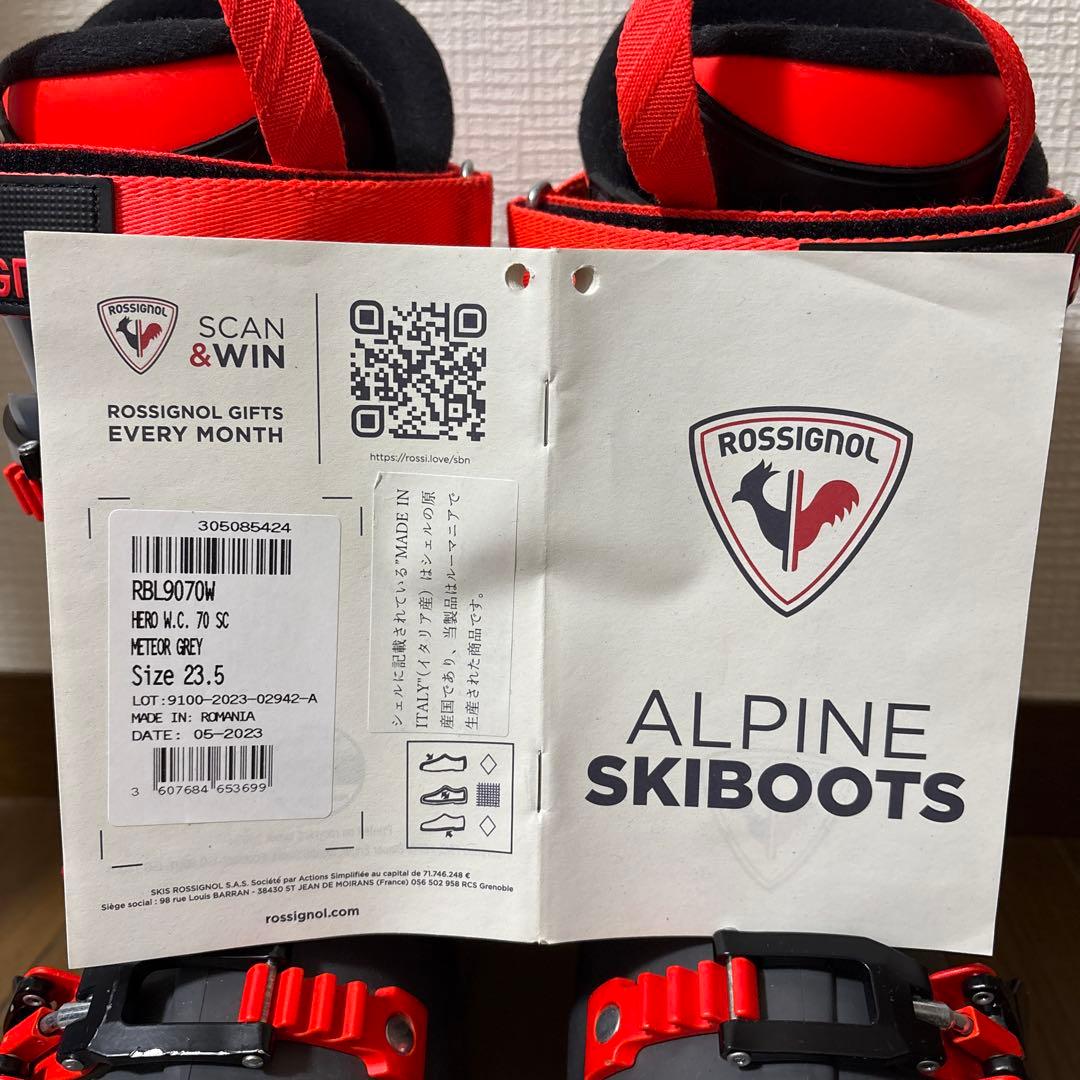 ROSSIGNOL
SCAN
&WIN
ROSSIGNOL GIFTS
EVERY MONTH
https://rossi.love/sbn
305085424
RBL9070W
HERO W.C. 70 SC
METEOR GREY
Size 23.5
LOT:9100-2023-02942-A
MADE IN: ROMANIA
DATE: 05-2023
3 607684 653699
シェルに記載されている"MADE IN
ITALY"(イタリア産) はシェルの原
産国であり、当製品はルーマニアで
生産された商品です。
SKIS ROSSIGNOL S.A.S. Société par Actions Simplifiée au capital de 71.746.248 €
Siège social : 98 rue Louis BARRAN - 38430 ST JEAN DE MOIRANS (France) 056 502 958 RCS Grenoble
rossignol.com
ROSSIGNOL
ALPINE
SKIBOOTS